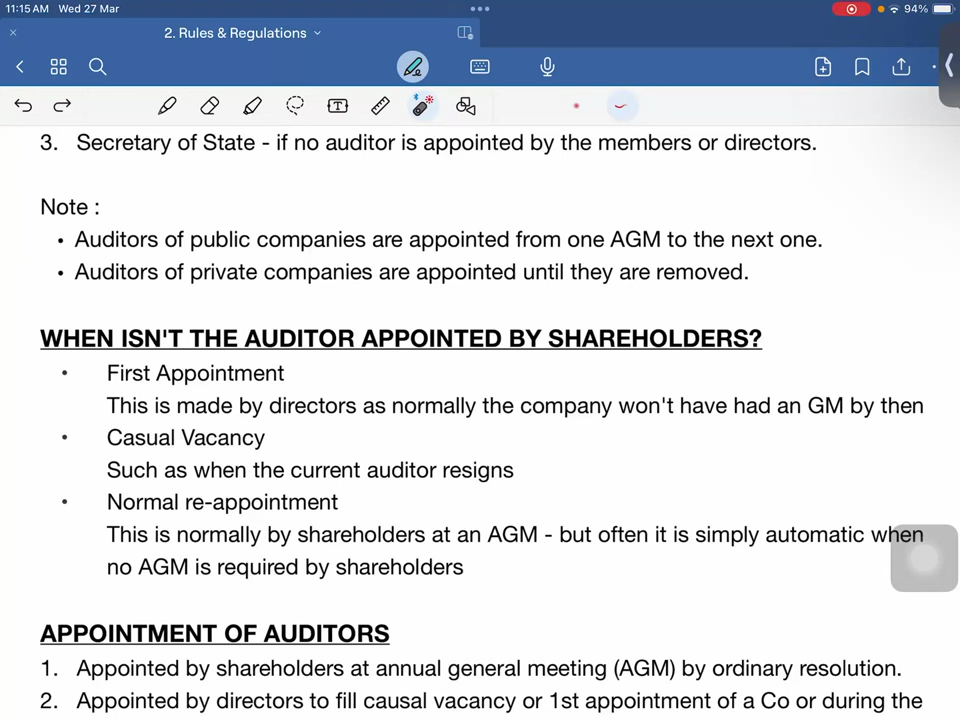 11:15 AM Wed 27 Mar
94%
2. Rules & Regulations
3. Secretary of State - if no auditor is appointed by the members or directors.
Note :
• Auditors of public companies are appointed from one AGM to the next one.
• Auditors of private companies are appointed until they are removed.
WHEN ISN'T THE AUDITOR APPOINTED BY SHAREHOLDERS?
• First Appointment
This is made by directors as normally the company won't have had an GM by then
• Casual Vacancy
Such as when the current auditor resigns
• Normal re-appointment
This is normally by shareholders at an AGM - but often it is simply automatic when
no AGM is required by shareholders
APPOINTMENT OF AUDITORS
1. Appointed by shareholders at annual general meeting (AGM) by ordinary resolution.
2. Appointed by directors to fill causal vacancy or 1st appointment of a Co or during the